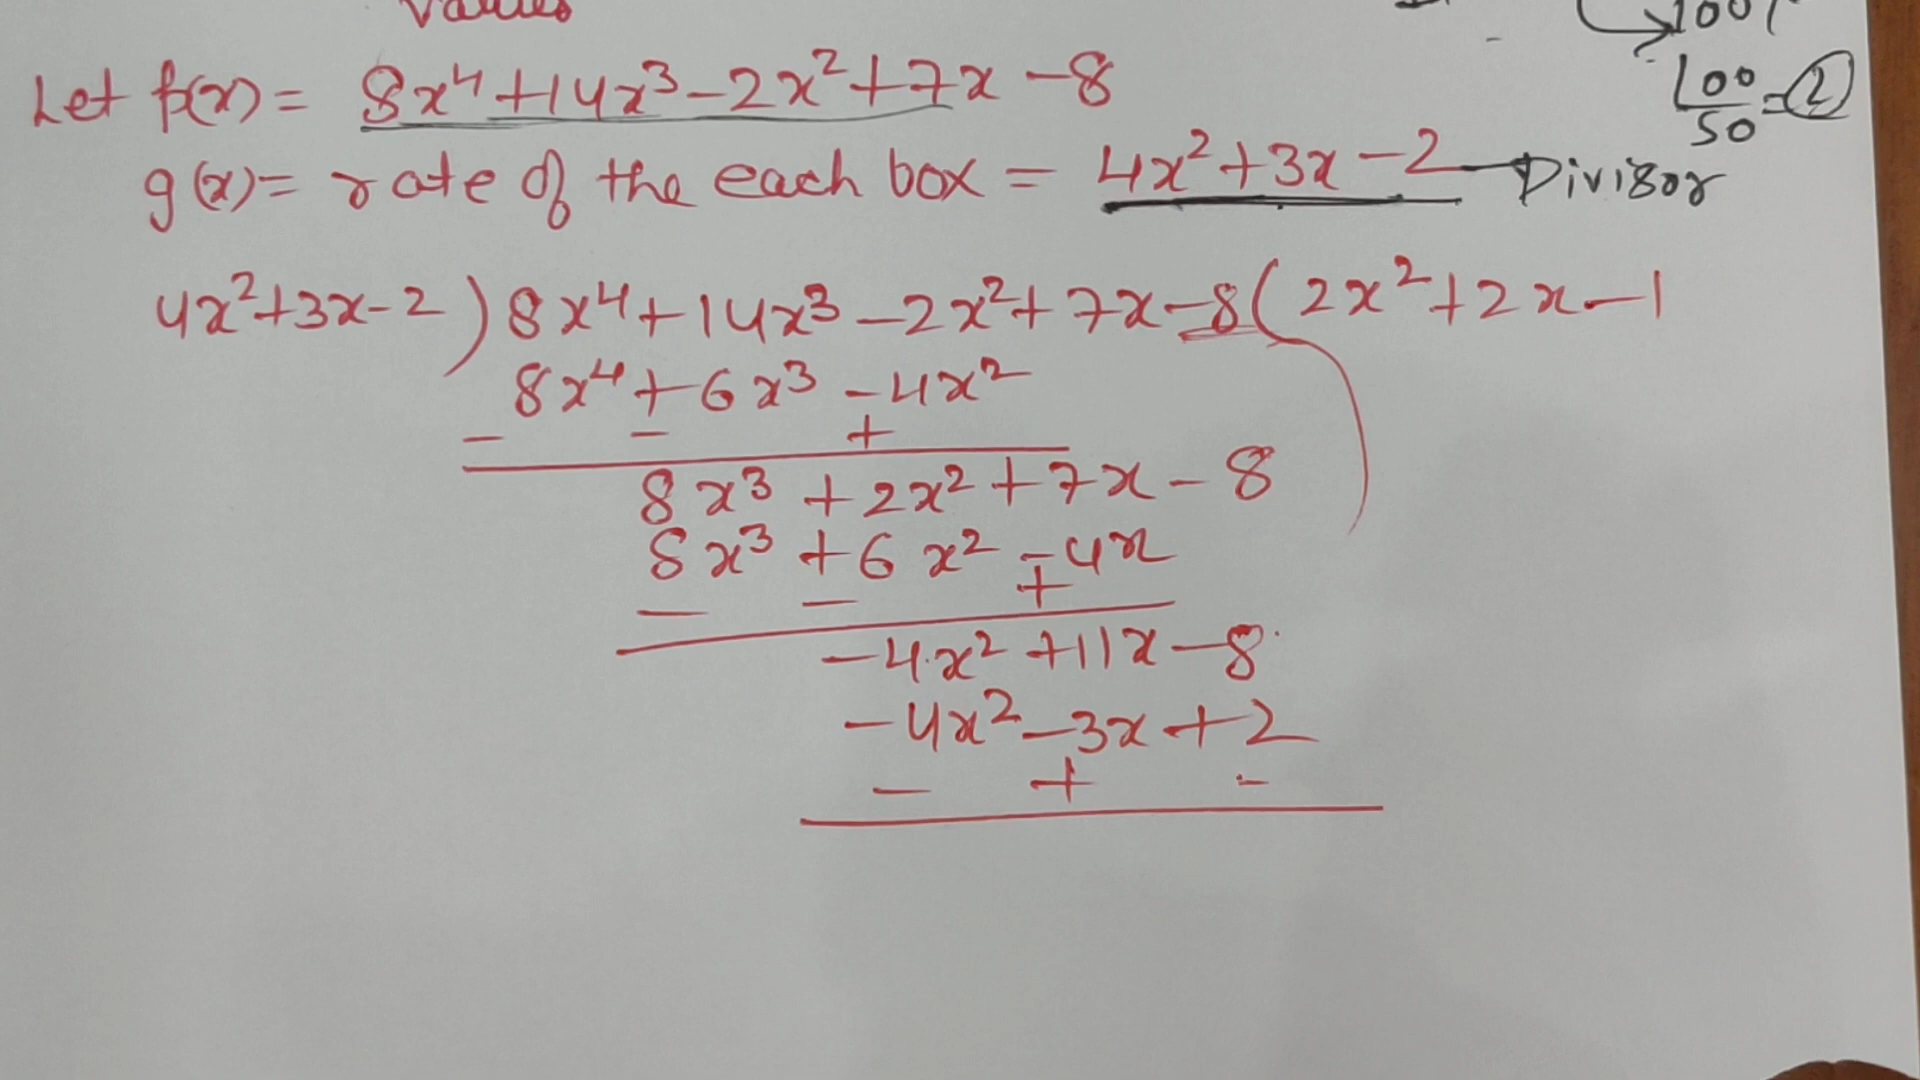 values
100/
Let f(x) = 8x⁴+14x³-2x²+7x-8
100/50 = 2
g(x) = rate of the each box = 4x²+3x-2 - Divisor
4x²+3x-2 ) 8x⁴+14x³-2x²+7x-8 ( 2x²+2x-1
8x⁴+6x³-4x²
- - +
8x³+2x²+7x-8
8x³+6x²-4x
- - +
-4x²+11x-8
-4x²-3x+2
- + -